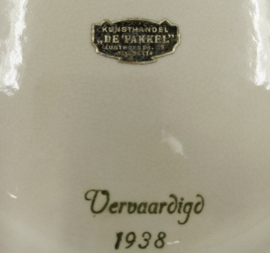 KUNSTHANDEL
„DE FAKKEL"
Vervaardigd
1938